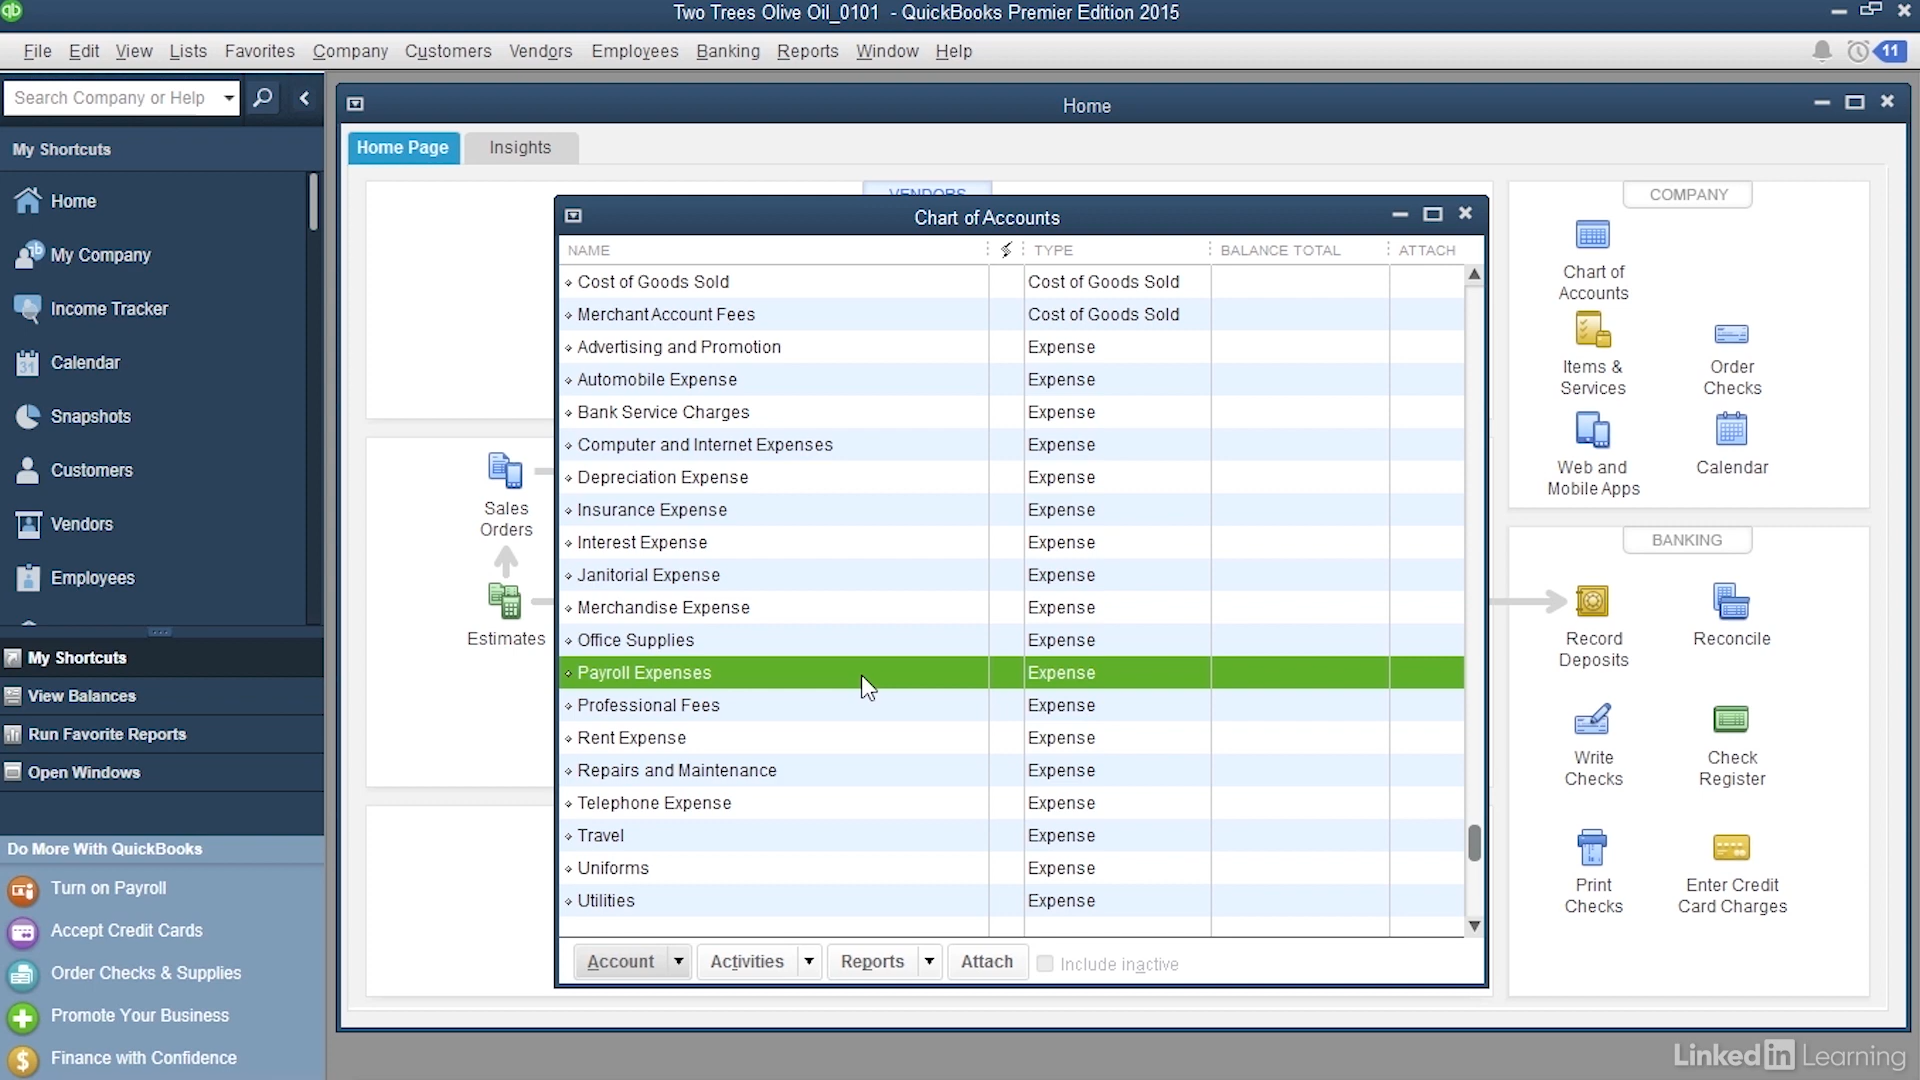 Two Trees Olive Oil_0101 - QuickBooks Premier Edition 2015
File Edit View Lists Favorites Company Customers Vendors Employees Banking Reports Window Help
11
Search Company or Help
My Shortcuts
Home
My Company
Income Tracker
Calendar
Snapshots
Customers
Vendors
Employees
My Shortcuts
View Balances
Run Favorite Reports
Open Windows
Do More With QuickBooks
Turn on Payroll
Accept Credit Cards
Order Checks & Supplies
Promote Your Business
Finance with Confidence
Home
Home Page Insights
VENDORS
Sales
Orders
Estimates
Chart of Accounts
NAME TYPE BALANCE TOTAL ATTACH
Cost of Goods Sold Cost of Goods Sold
Merchant Account Fees Cost of Goods Sold
Advertising and Promotion Expense
Automobile Expense Expense
Bank Service Charges Expense
Computer and Internet Expenses Expense
Depreciation Expense Expense
Insurance Expense Expense
Interest Expense Expense
Janitorial Expense Expense
Merchandise Expense Expense
Office Supplies Expense
Payroll Expenses Expense
Professional Fees Expense
Rent Expense Expense
Repairs and Maintenance Expense
Telephone Expense Expense
Travel Expense
Uniforms Expense
Utilities Expense
Account Activities Reports Attach Include inactive
COMPANY
Chart of
Accounts
Items &
Services
Order
Checks
Web and
Mobile Apps
Calendar
BANKING
Record
Deposits
Reconcile
Write
Checks
Check
Register
Print
Checks
Enter Credit
Card Charges
Linked in Learning